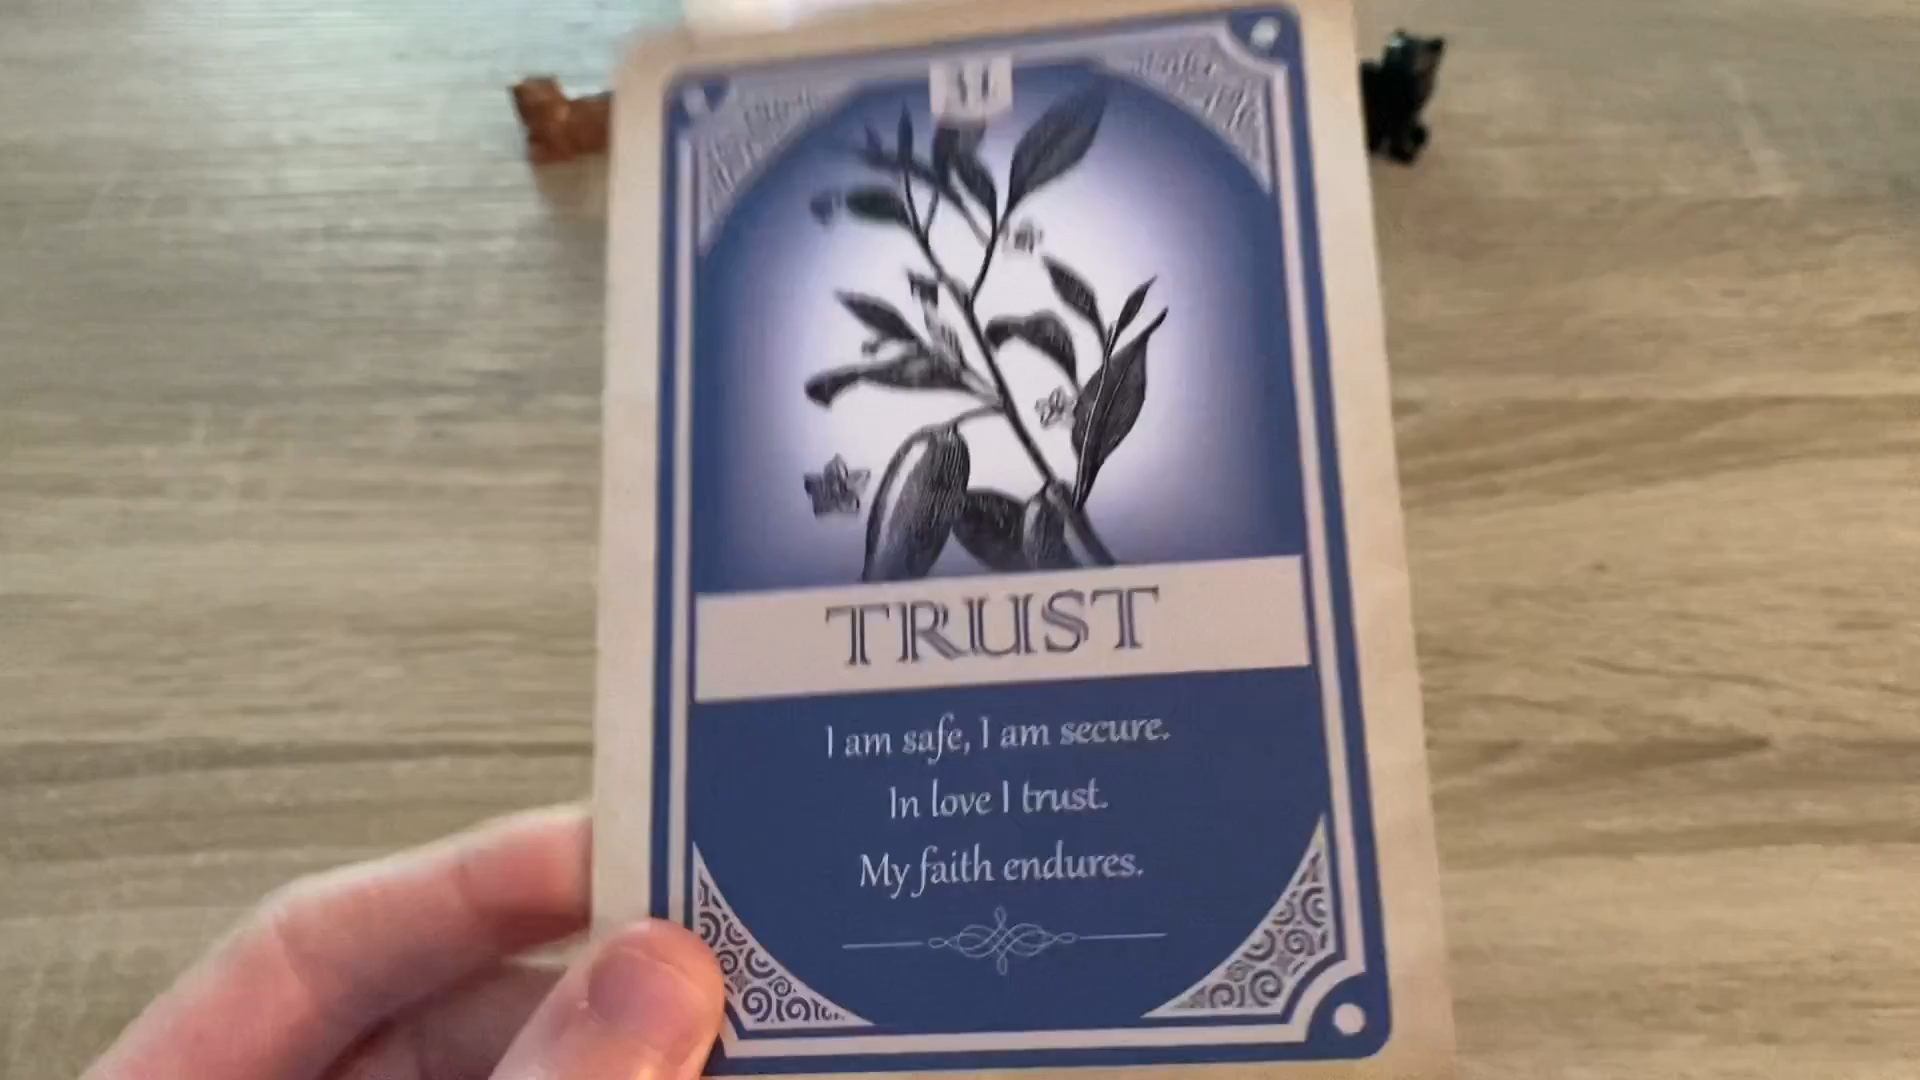 TRUST
I am safe, I am secure.
In love I trust.
My faith endures.